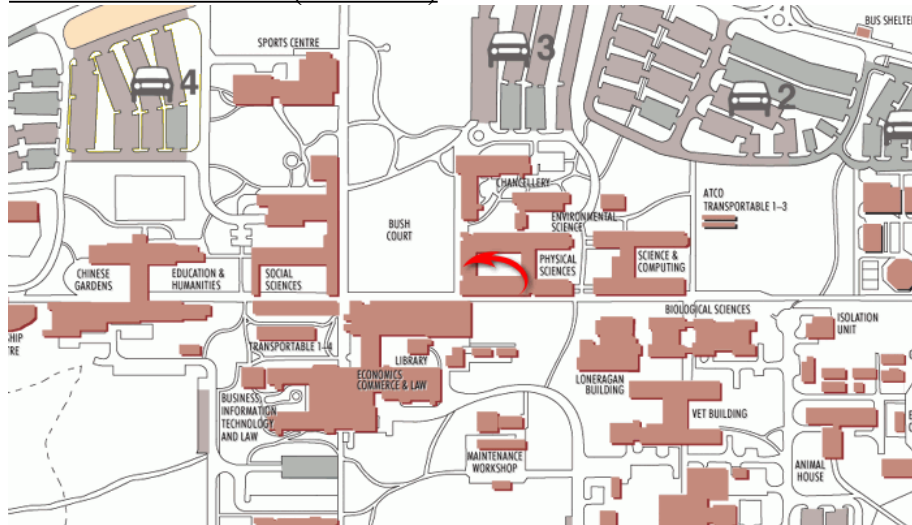 BUS SHELTER
SPORTS CENTRE
3
4
2
CHANCELLERY
ATCO
TRANSPORTABLE 1–3
ENVIRONMENTAL
SCIENCE
BUSH
COURT
PHYSICAL
SCIENCES
SCIENCE &
COMPUTING
CHINESE
GARDENS
EDUCATION &
HUMANITIES
SOCIAL
SCIENCES
BIOLOGICAL SCIENCES
ISOLATION
UNIT
TRANSPORTABLE 1–4
LIBRARY
ECONOMICS
COMMERCE & LAW
LONERAGAN
BUILDING
BUSINESS,
INFORMATION
TECHNOLOGY
AND LAW
VET BUILDING
MAINTENANCE
WORKSHOP
ANIMAL
HOUSE